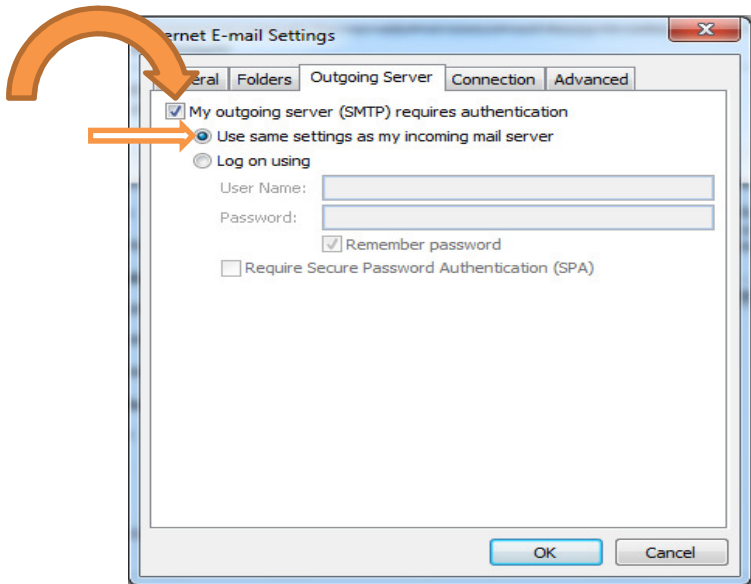 ernet E-mail Settings
eral Folders Outgoing Server Connection Advanced
My outgoing server (SMTP) requires authentication
Use same settings as my incoming mail server
Log on using
User Name:
Password:
Remember password
Require Secure Password Authentication (SPA)
OK Cancel